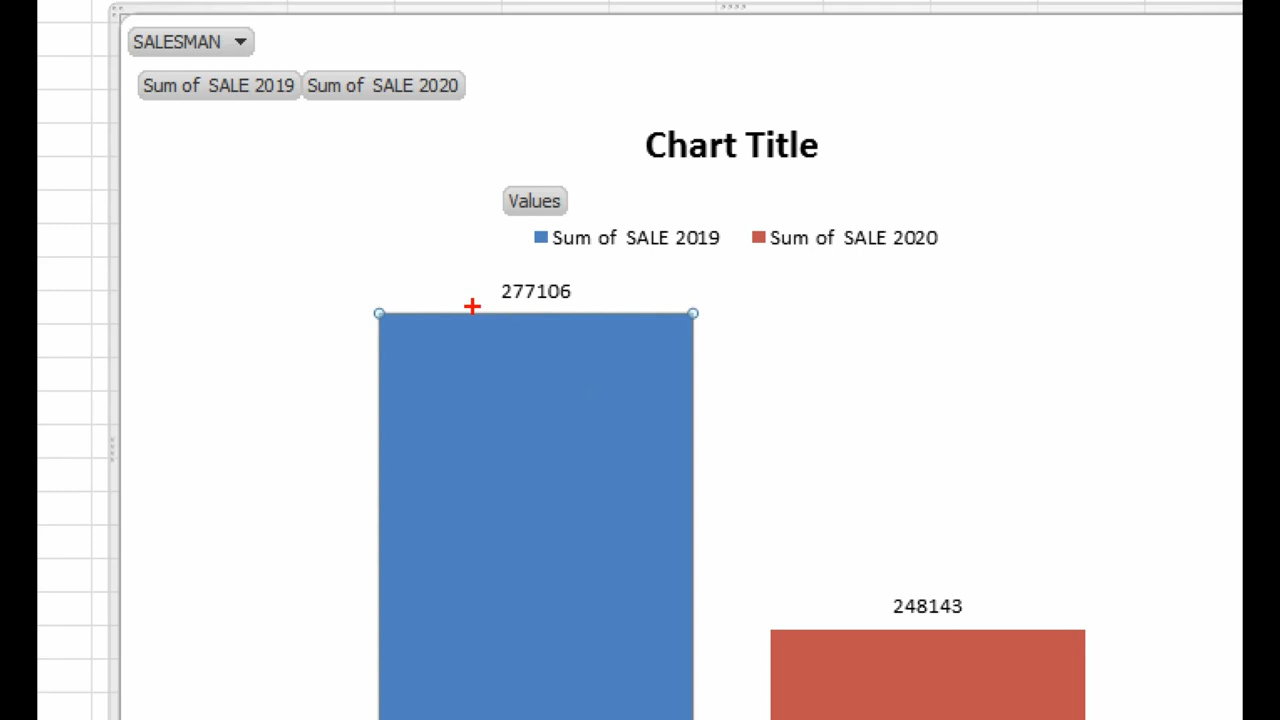 SALESMAN
Sum of SALE 2019 Sum of SALE 2020
Chart Title
Values
Sum of SALE 2019 Sum of SALE 2020
277106
248143